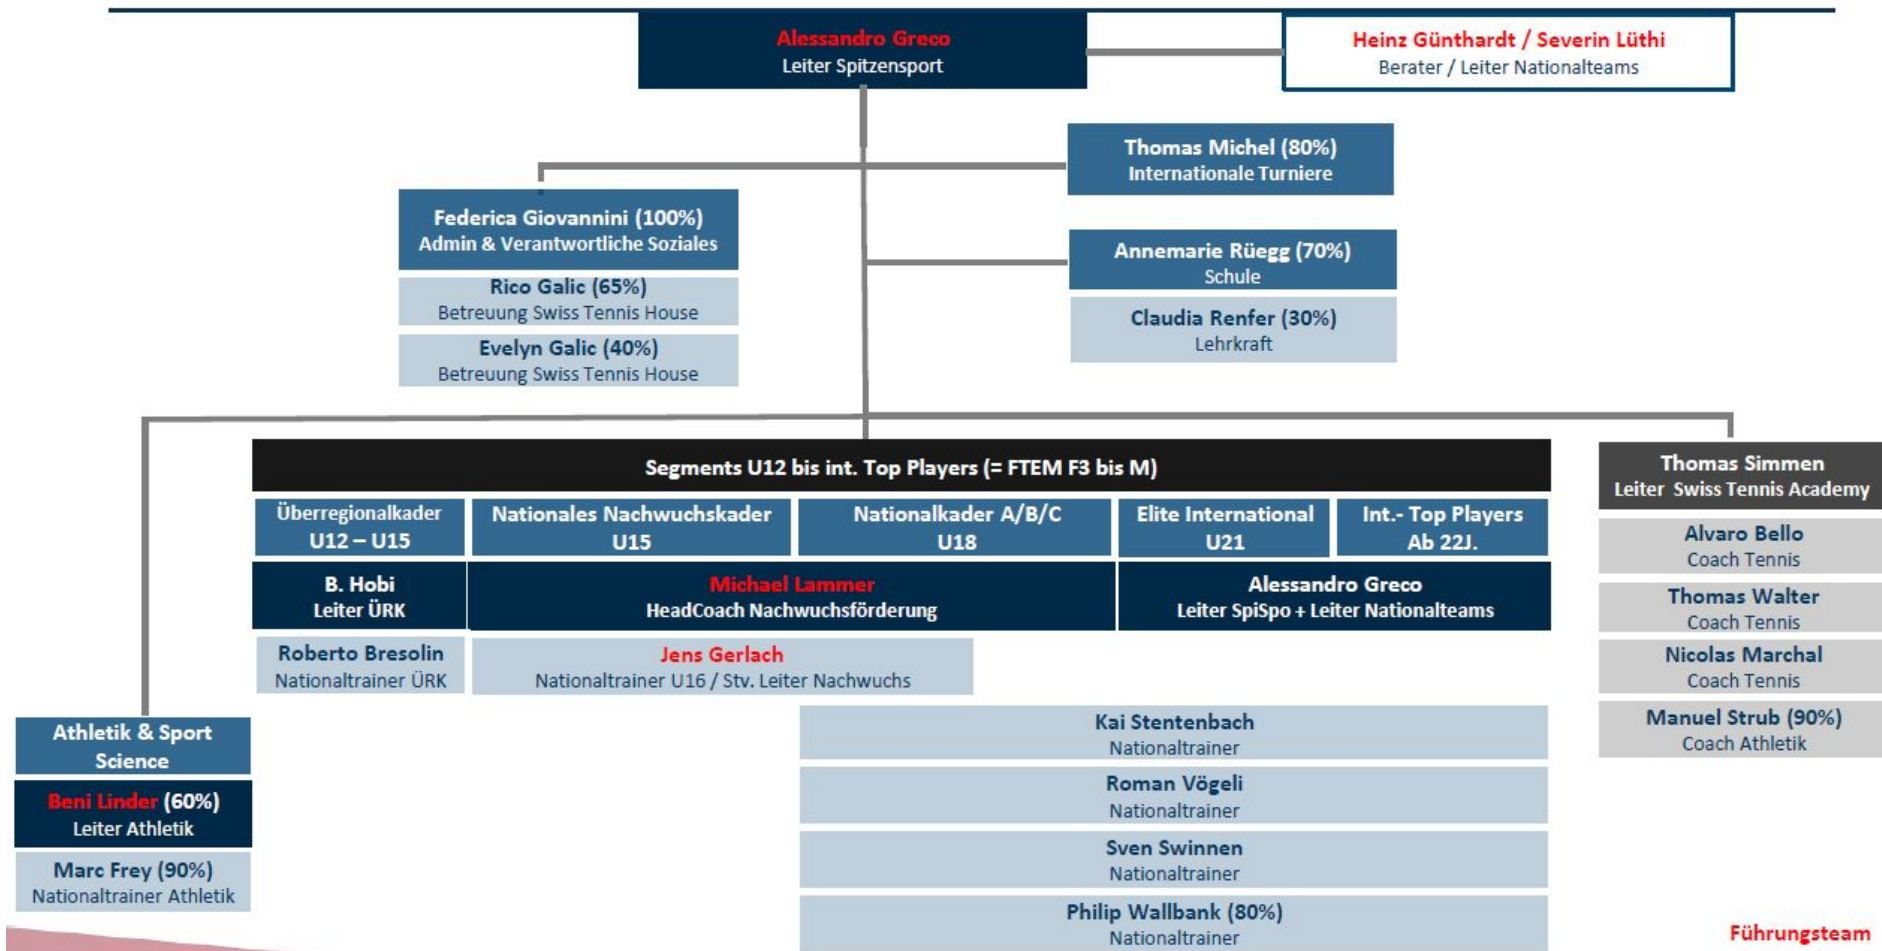 Alessandro Greco
Leiter Spitzensport
Heinz Günthardt / Severin Lüthi
Berater / Leiter Nationalteams
Thomas Michel (80%)
Internationale Turniere
Federica Giovannini (100%)
Admin & Verantwortliche Soziales
Rico Galic (65%)
Betreuung Swiss Tennis House
Evelyn Galic (40%)
Betreuung Swiss Tennis House
Annemarie Rüegg (70%)
Schule
Claudia Renfer (30%)
Lehrkraft
Segments U12 bis int. Top Players (= FTEM F3 bis M)
Überregionalkader
U12 – U15
Nationales Nachwuchskader
U15
Nationalkader A/B/C
U18
Elite International
U21
Int.- Top Players
Ab 22J.
B. Hobi
Leiter ÜRK
Michael Lammer
HeadCoach Nachwuchsförderung
Alessandro Greco
Leiter SpiSpo + Leiter Nationalteams
Roberto Bresolin
Nationaltrainer ÜRK
Jens Gerlach
Nationaltrainer U16 / Stv. Leiter Nachwuchs
Kai Stentenbach
Nationaltrainer
Roman Vögeli
Nationaltrainer
Sven Swinnen
Nationaltrainer
Philip Wallbank (80%)
Nationaltrainer
Thomas Simmen
Leiter Swiss Tennis Academy
Alvaro Bello
Coach Tennis
Thomas Walter
Coach Tennis
Nicolas Marchal
Coach Tennis
Manuel Strub (90%)
Coach Athletik
Athletik & Sport
Science
Beni Linder (60%)
Leiter Athletik
Marc Frey (90%)
Nationaltrainer Athletik
Führungsteam